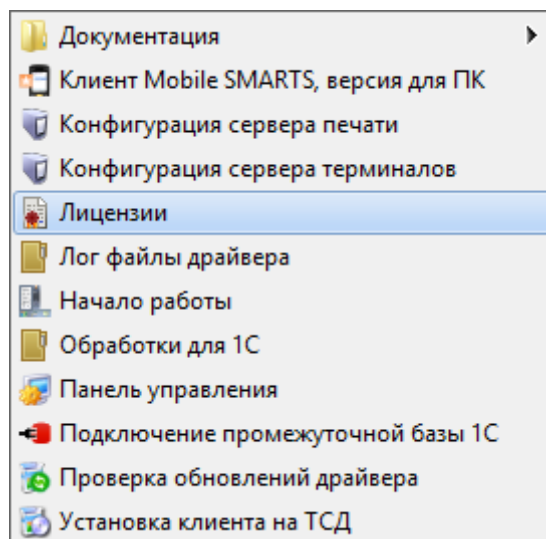 Документация
Клиент Mobile SMARTS, версия для ПК
Конфигурация сервера печати
Конфигурация сервера терминалов
Лицензии
Лог файлы драйвера
Начало работы
Обработки для 1С
Панель управления
Подключение промежуточной базы 1С
Проверка обновлений драйвера
Установка клиента на ТСД